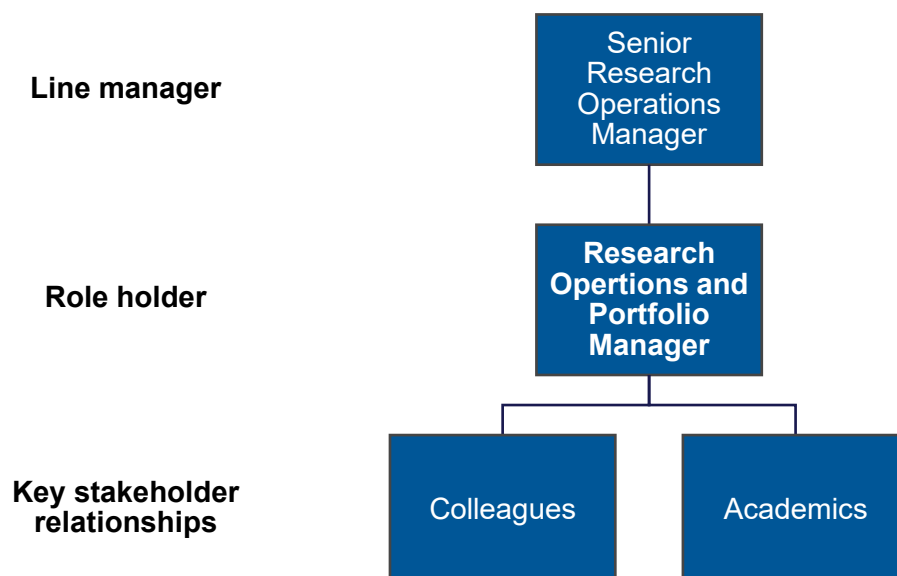 Line manager
Senior
Research
Operations
Manager
Role holder
Research
Opertions and
Portfolio
Manager
Key stakeholder
relationships
Colleagues
Academics